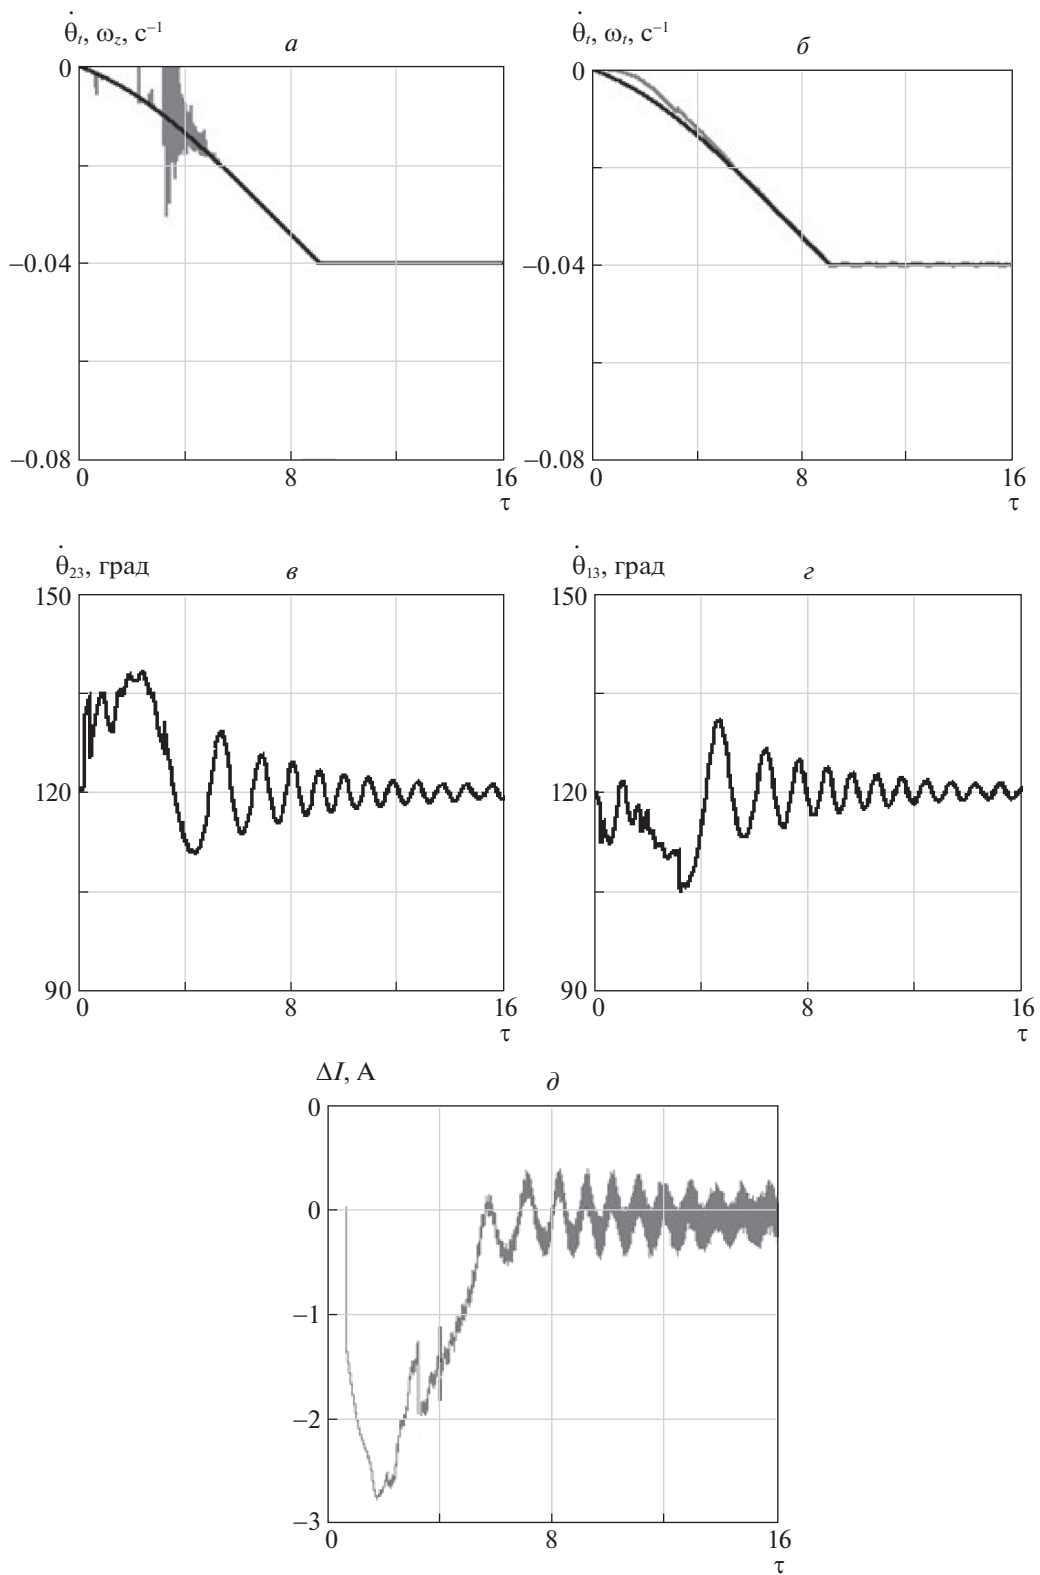 θ̇ₜ, ω_z, с⁻¹
а
θ̇ₜ, ωₜ, с⁻¹
б
0
−0.04
−0.08
0
8
16
τ
0
−0.04
−0.08
0
8
16
τ
θ̇₂₃, град
в
θ̇₁₃, град
г
150
120
90
0
8
16
τ
150
120
90
0
8
16
τ
ΔI, А
д
0
0
−1
−2
−3
0
8
16
τ